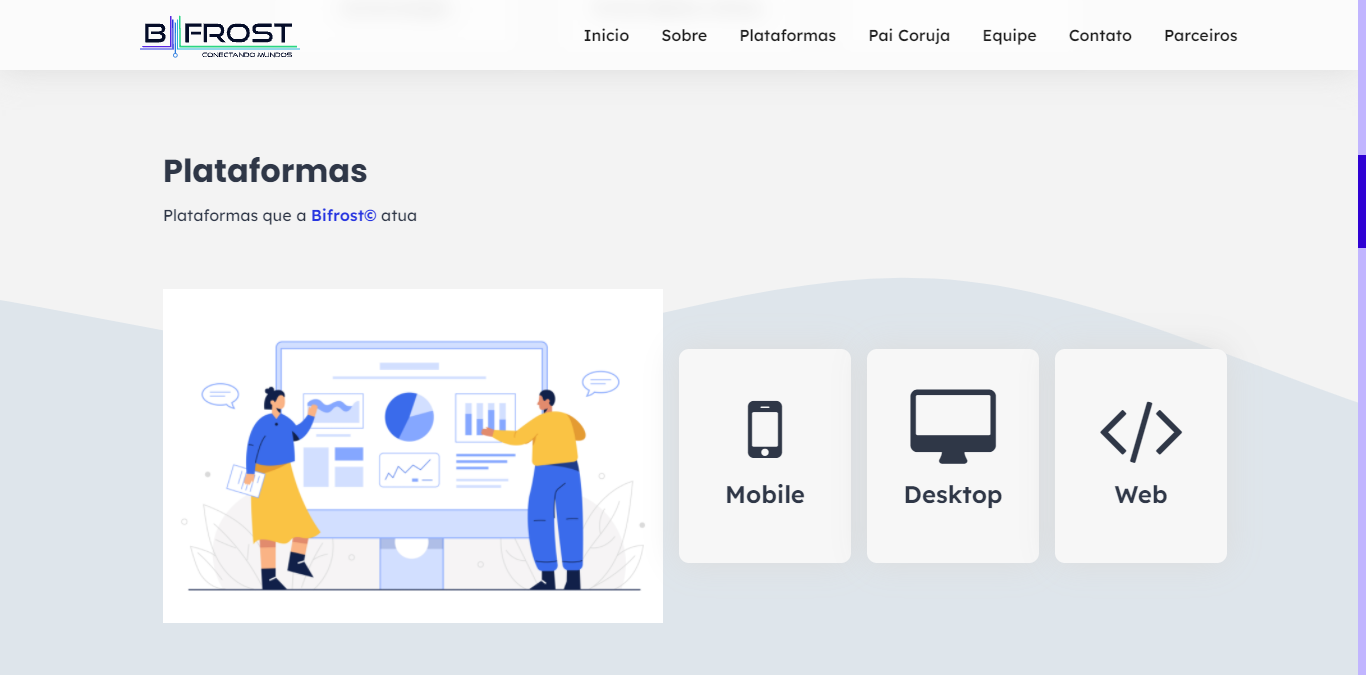 BIFROST
CONECTANDO MUNDOS
Inicio Sobre Plataformas Pai Coruja Equipe Contato Parceiros
Plataformas
Plataformas que a Bifrost© atua
Mobile
Desktop
Web